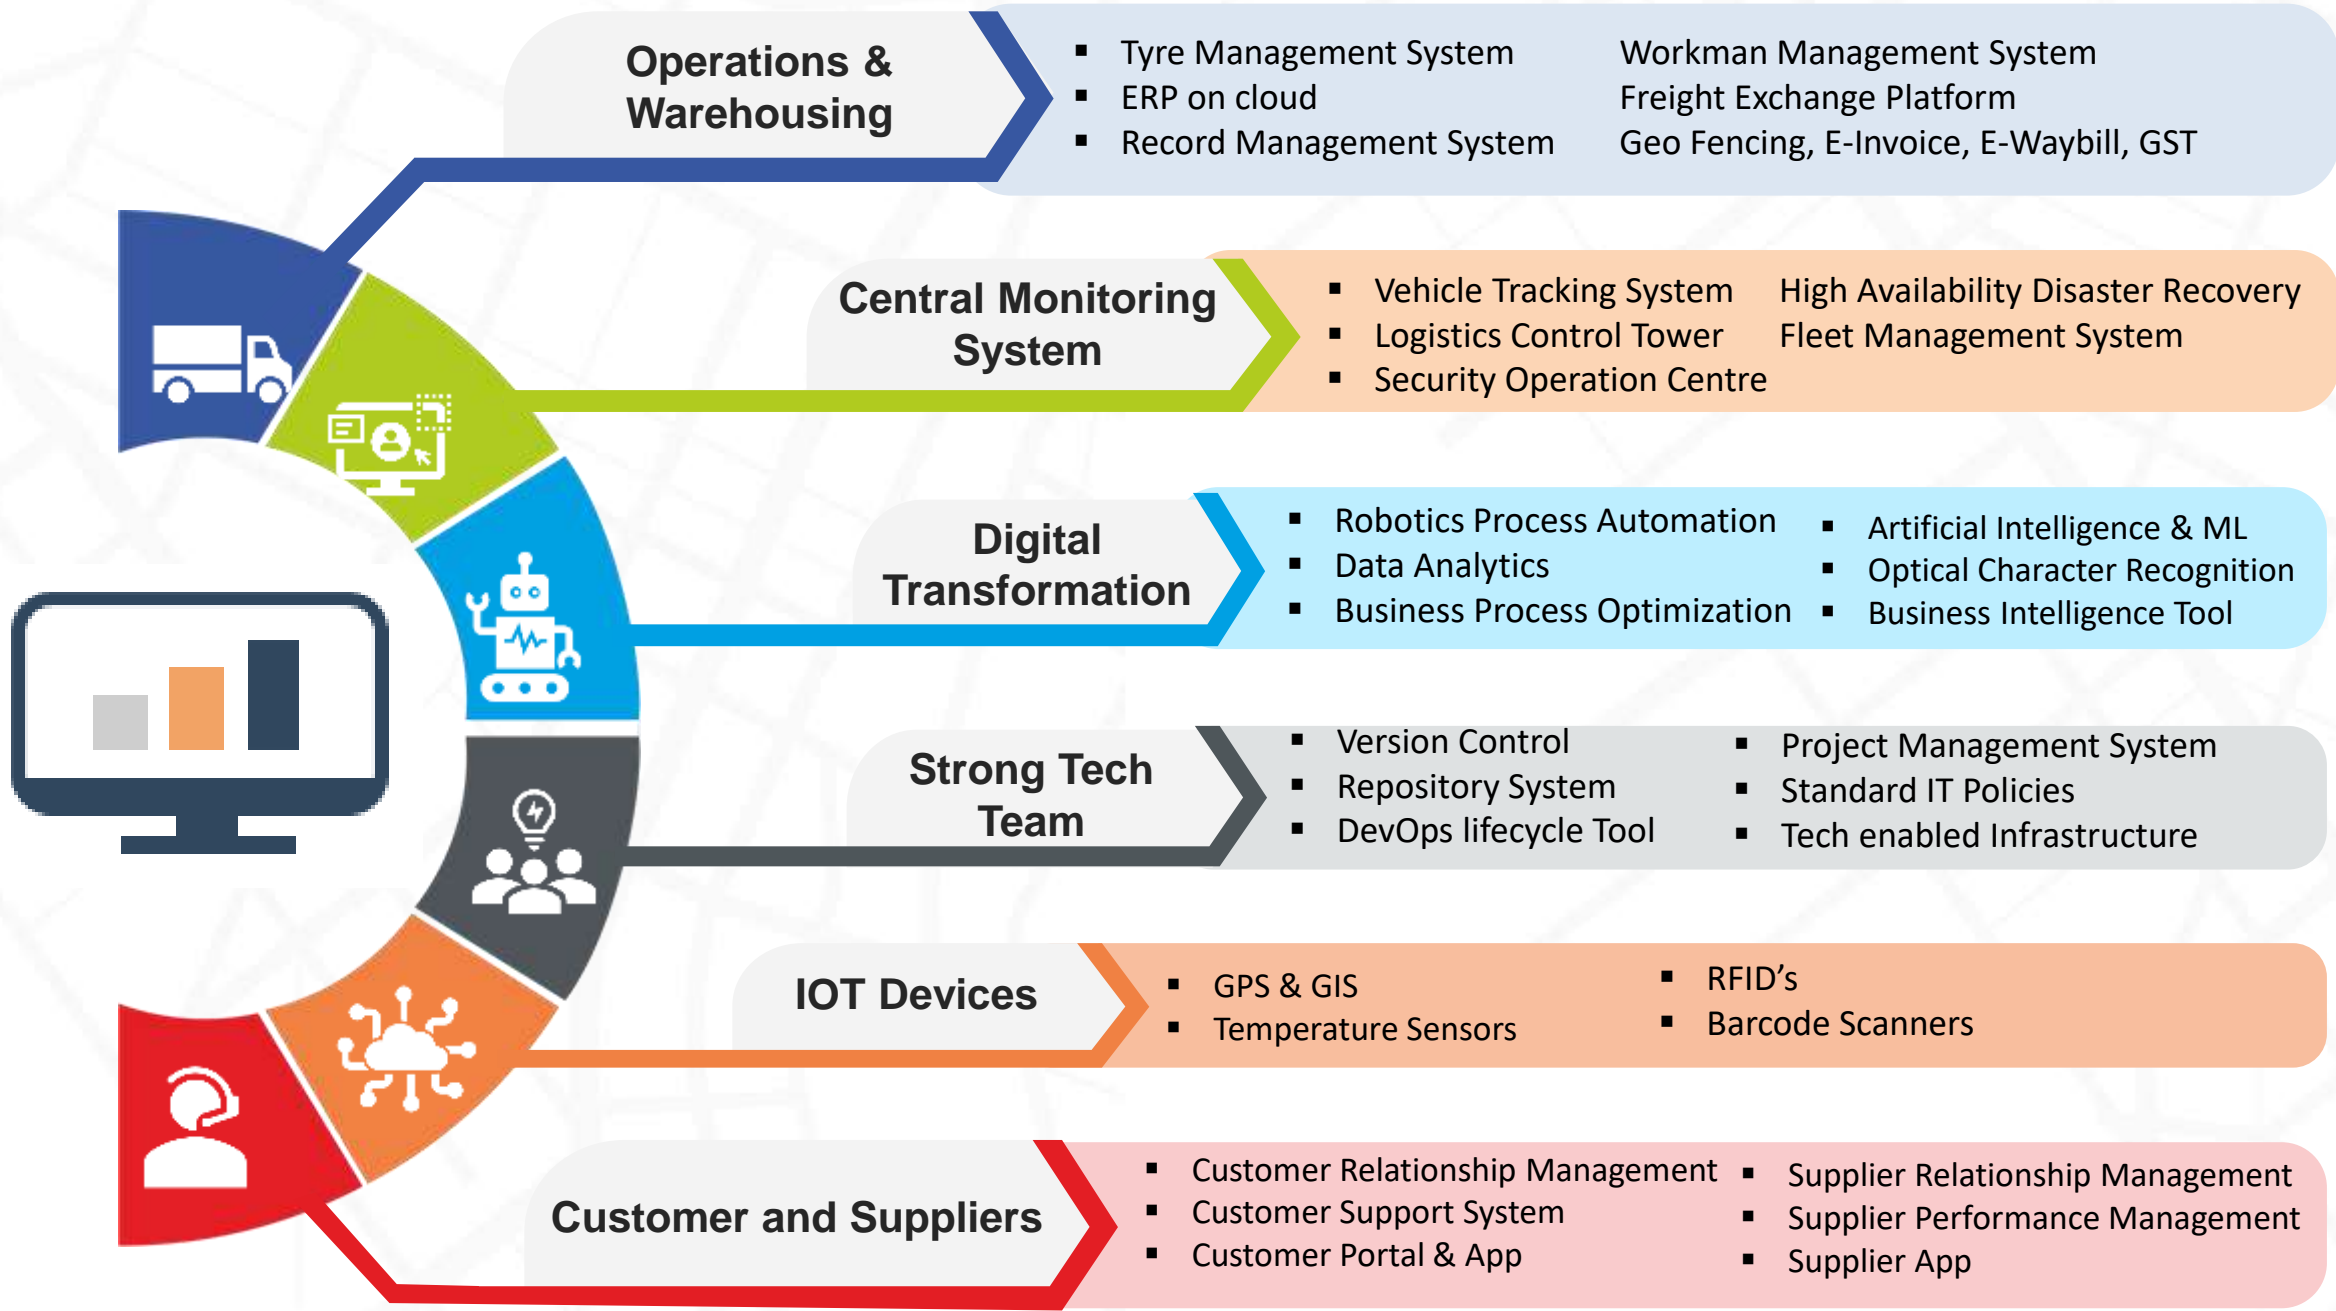 Operations &
Warehousing
▪ Tyre Management System
▪ ERP on cloud
▪ Record Management System
Workman Management System
Freight Exchange Platform
Geo Fencing, E-Invoice, E-Waybill, GST
Central Monitoring
System
▪ Vehicle Tracking System
▪ Logistics Control Tower
▪ Security Operation Centre
High Availability Disaster Recovery
Fleet Management System
Digital
Transformation
▪ Robotics Process Automation
▪ Data Analytics
▪ Business Process Optimization
▪ Artificial Intelligence & ML
▪ Optical Character Recognition
▪ Business Intelligence Tool
Strong Tech
Team
▪ Version Control
▪ Repository System
▪ DevOps lifecycle Tool
▪ Project Management System
▪ Standard IT Policies
▪ Tech enabled Infrastructure
IOT Devices
▪ GPS & GIS
▪ Temperature Sensors
▪ RFID’s
▪ Barcode Scanners
Customer and Suppliers
▪ Customer Relationship Management
▪ Customer Support System
▪ Customer Portal & App
▪ Supplier Relationship Management
▪ Supplier Performance Management
▪ Supplier App